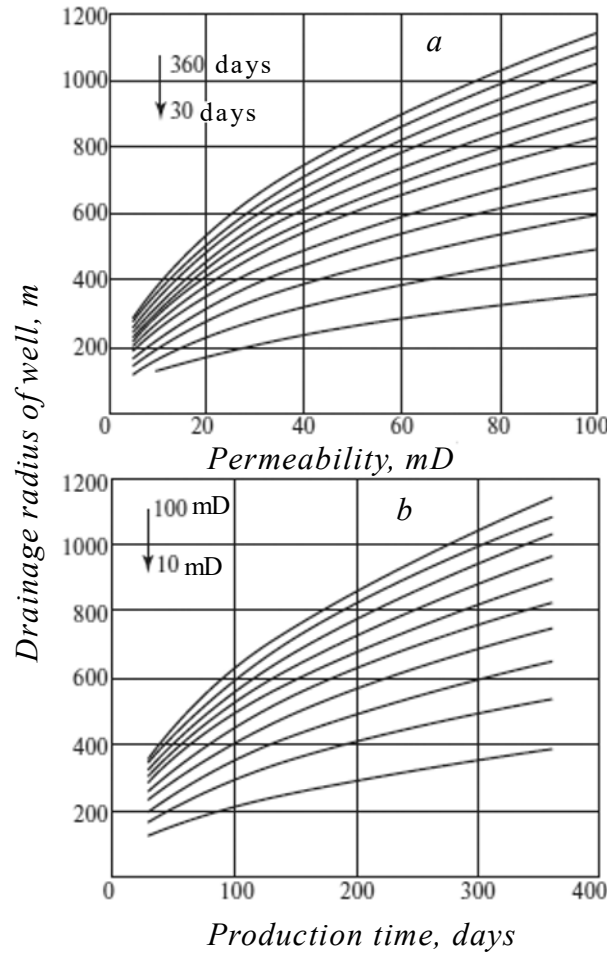 1200
a
360 days
1000
30 days
800
600
400
200
0 20 40 60 80 100
Permeability, mD
Drainage radius of well, m
1200
100 mD
b
1000
10 mD
800
600
400
200
0 100 200 300 400
Production time, days